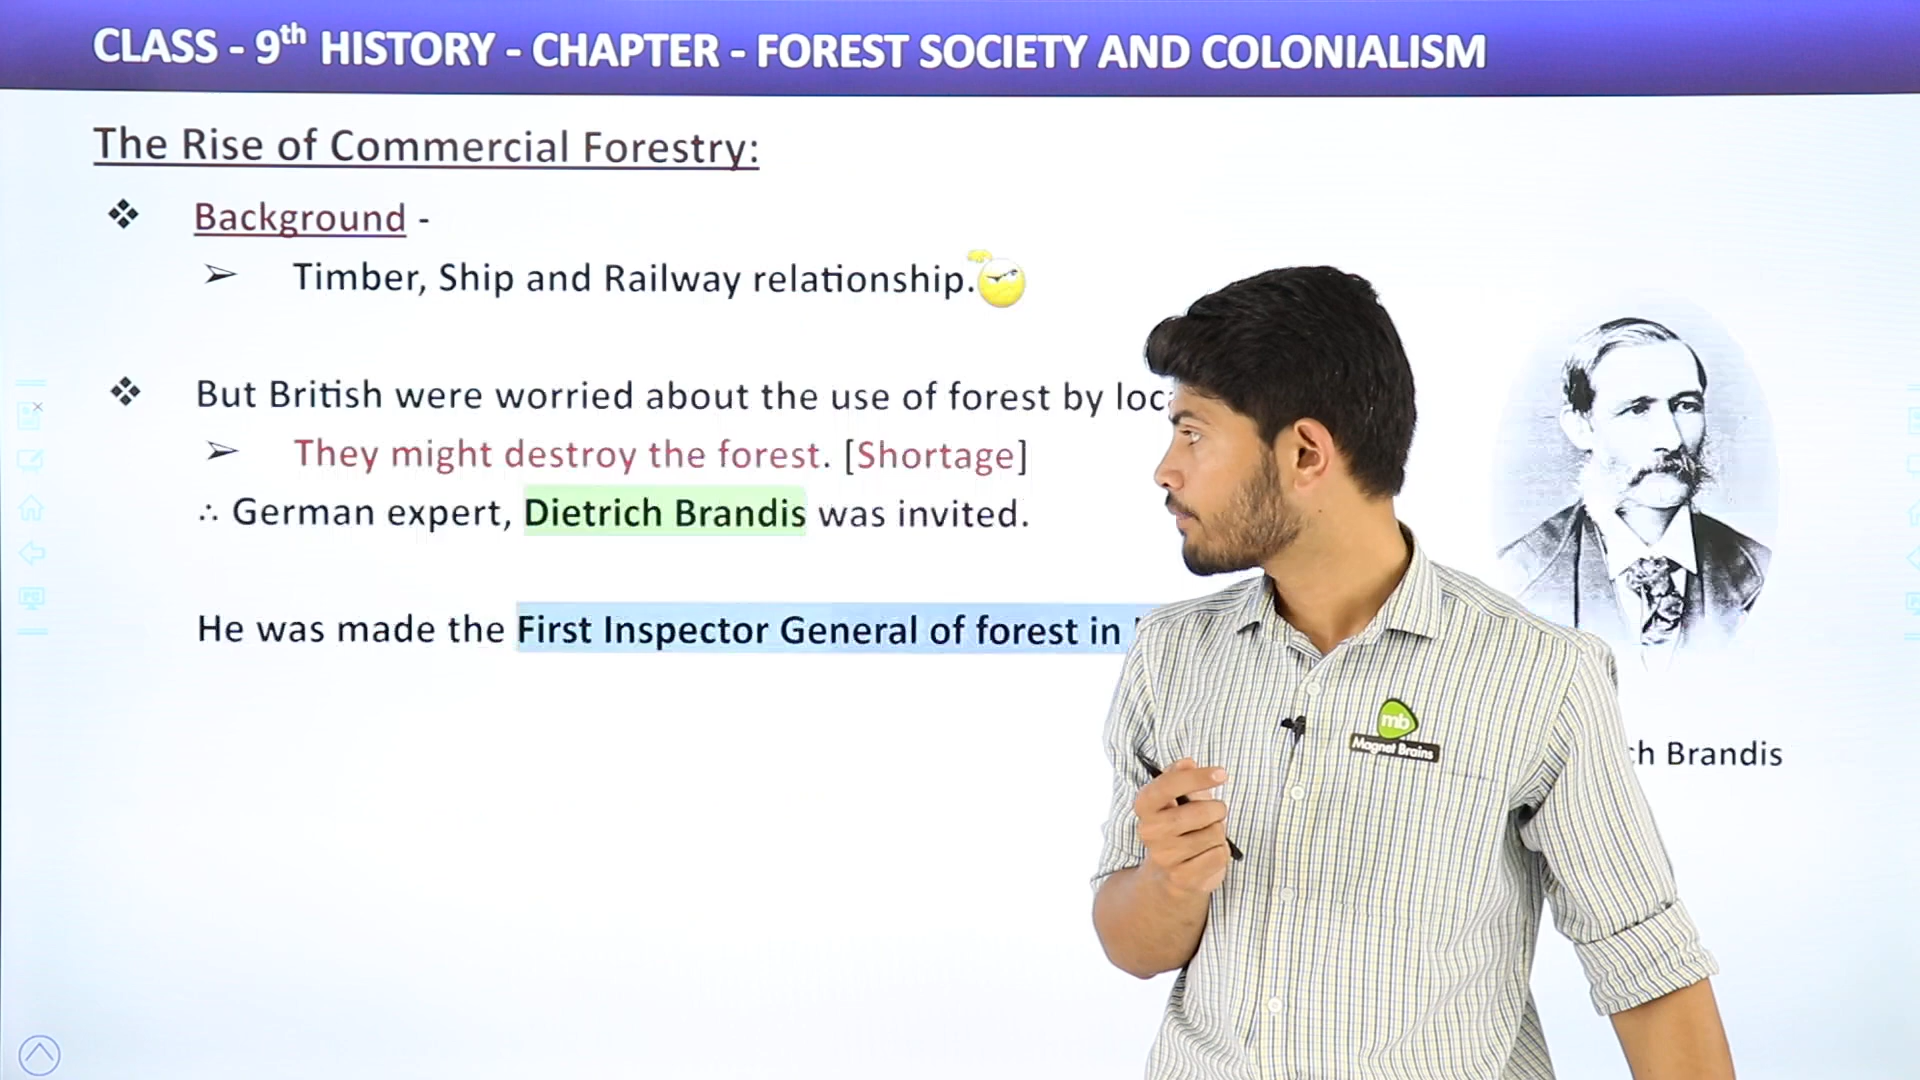 CLASS - 9th HISTORY - CHAPTER - FOREST SOCIETY AND COLONIALISM
The Rise of Commercial Forestry:
❖ Background -
➢ Timber, Ship and Railway relationship.
❖ But British were worried about the use of forest by
➢ They might destroy the forest. [Shortage]
∴ German expert, Dietrich Brandis was invited.
He was made the First Inspector General of forest in
Brandis
mb
Magnet Brains